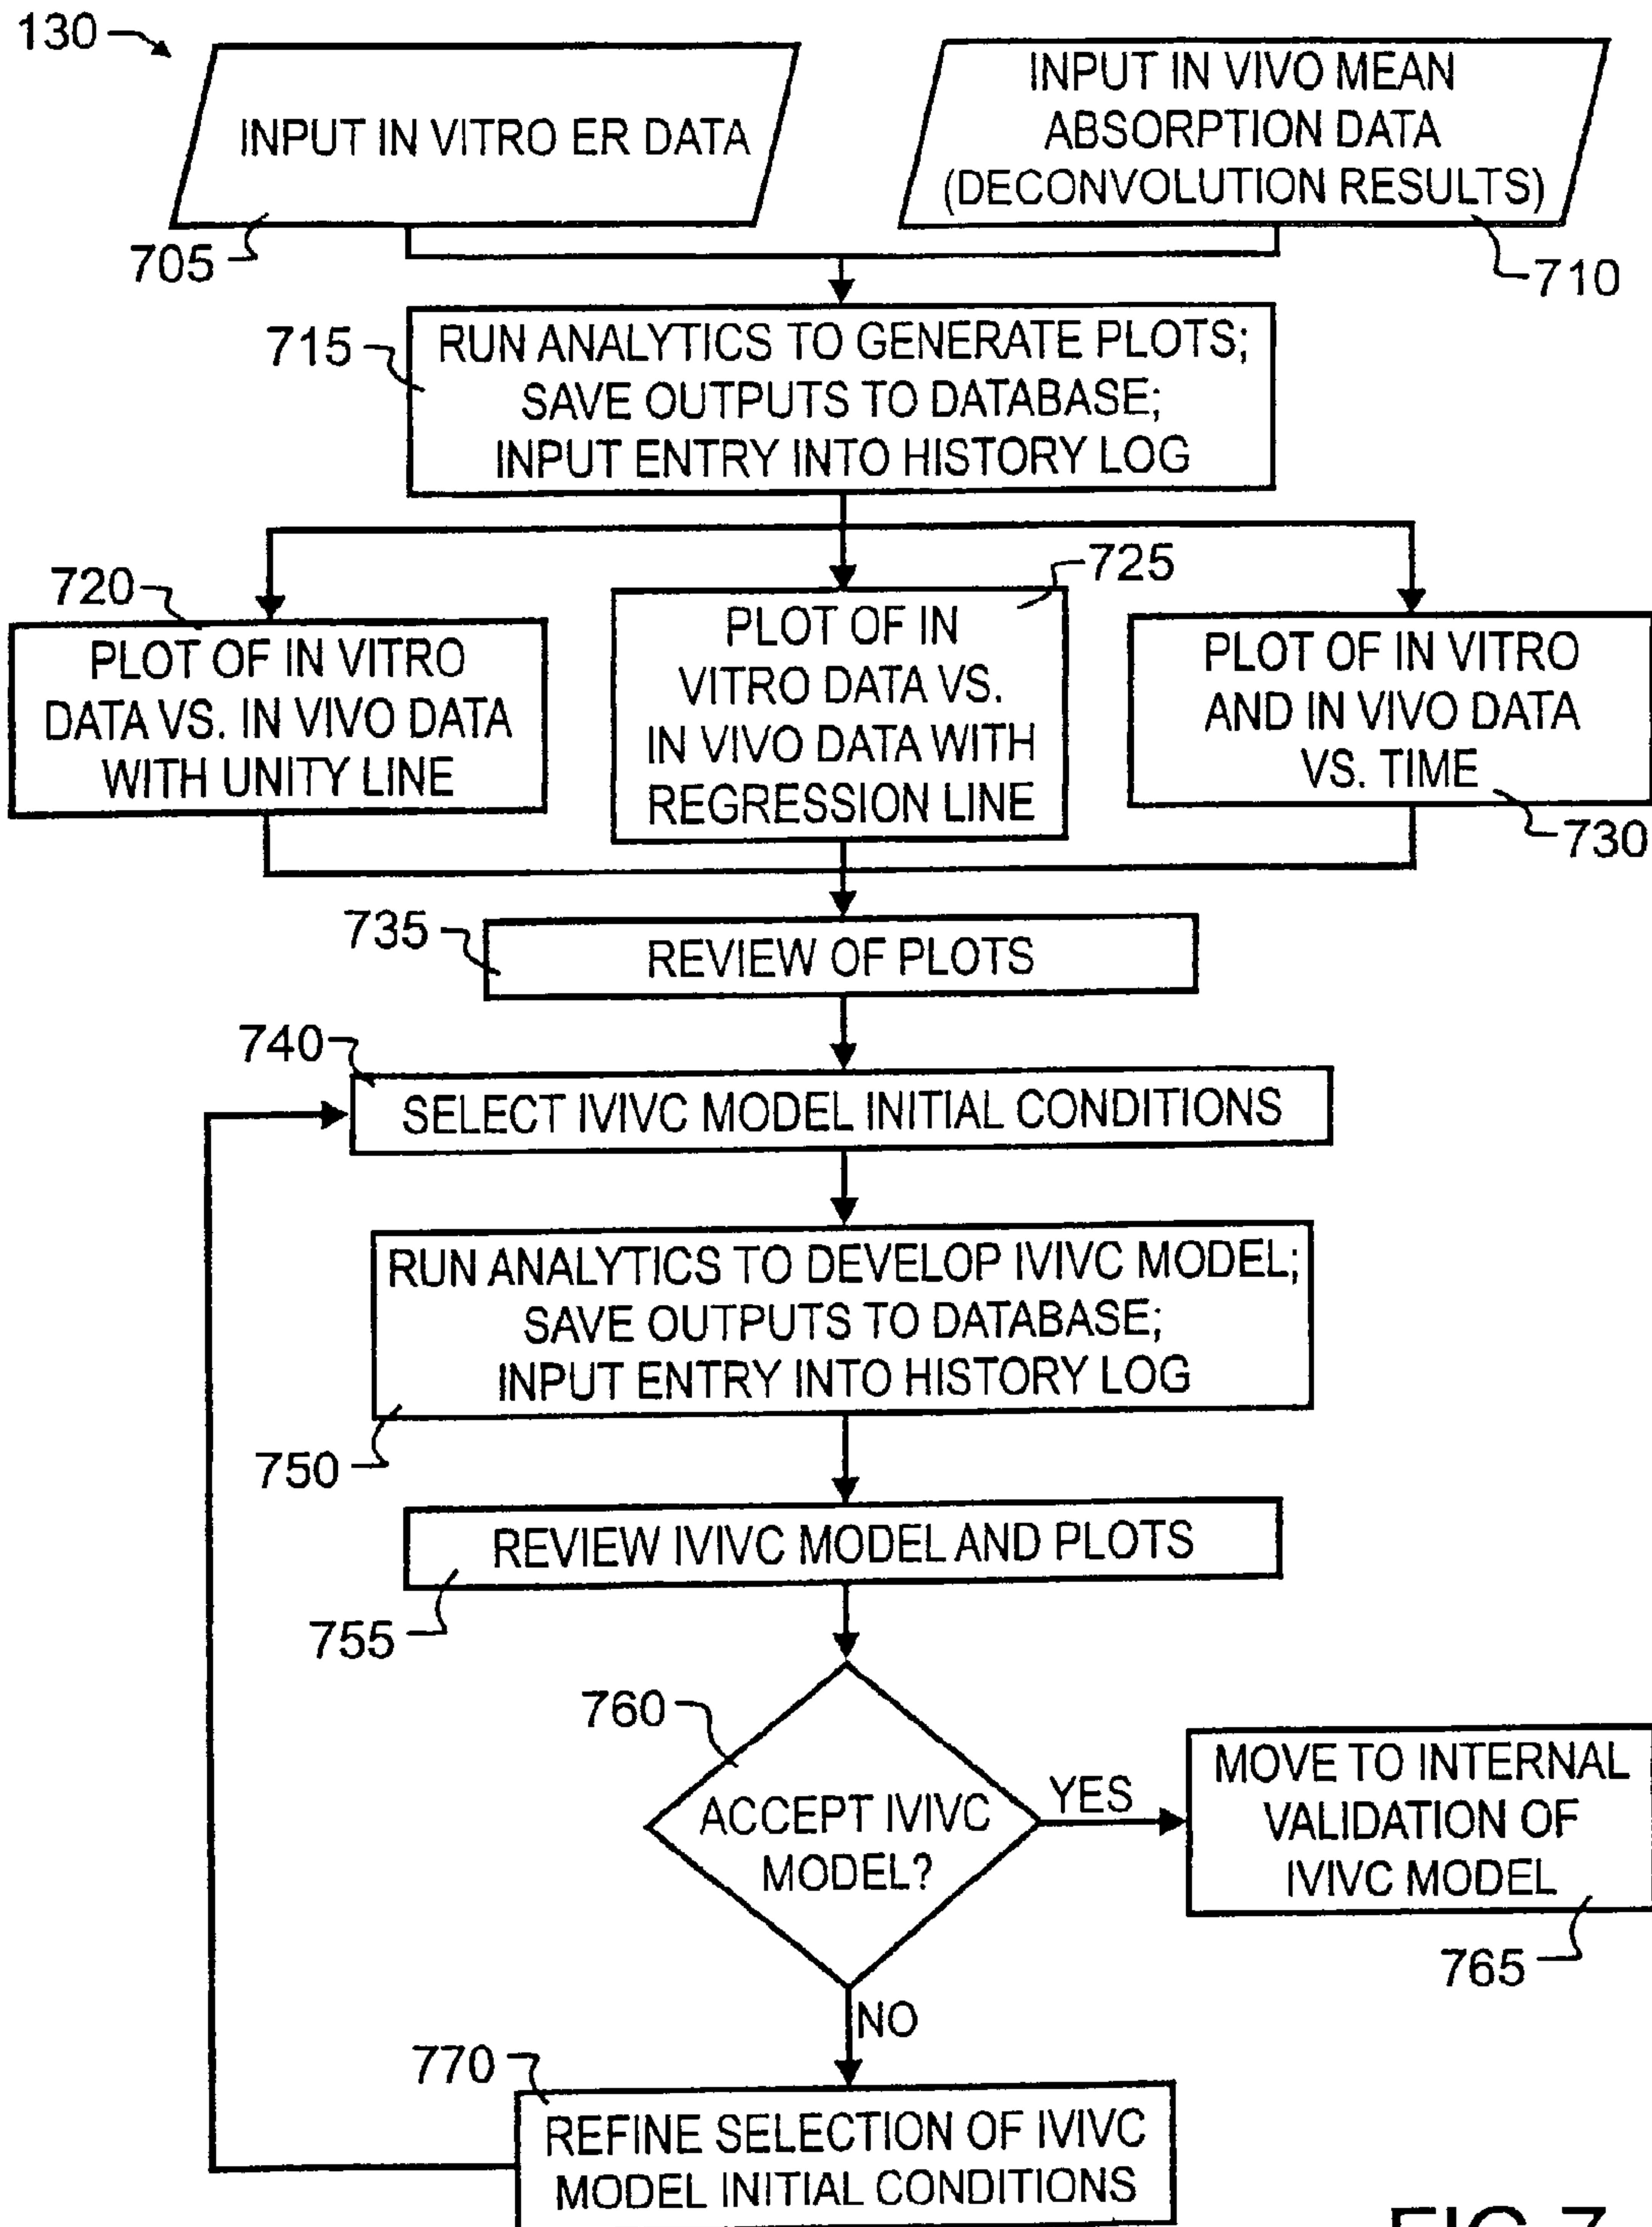 130
INPUT IN VITRO ER DATA
705
INPUT IN VIVO MEAN
ABSORPTION DATA
(DECONVOLUTION RESULTS)
710
715
RUN ANALYTICS TO GENERATE PLOTS;
SAVE OUTPUTS TO DATABASE;
INPUT ENTRY INTO HISTORY LOG
720
PLOT OF IN VITRO
DATA VS. IN VIVO DATA
WITH UNITY LINE
725
PLOT OF IN
VITRO DATA VS.
IN VIVO DATA WITH
REGRESSION LINE
PLOT OF IN VITRO
AND IN VIVO DATA
VS. TIME
730
735
REVIEW OF PLOTS
740
SELECT IVIVC MODEL INITIAL CONDITIONS
RUN ANALYTICS TO DEVELOP IVIVC MODEL;
SAVE OUTPUTS TO DATABASE;
INPUT ENTRY INTO HISTORY LOG
750
REVIEW IVIVC MODEL AND PLOTS
755
760
ACCEPT IVIVC
MODEL?
YES
MOVE TO INTERNAL
VALIDATION OF
IVIVC MODEL
765
NO
770
REFINE SELECTION OF IVIVC
MODEL INITIAL CONDITIONS
FIG 7